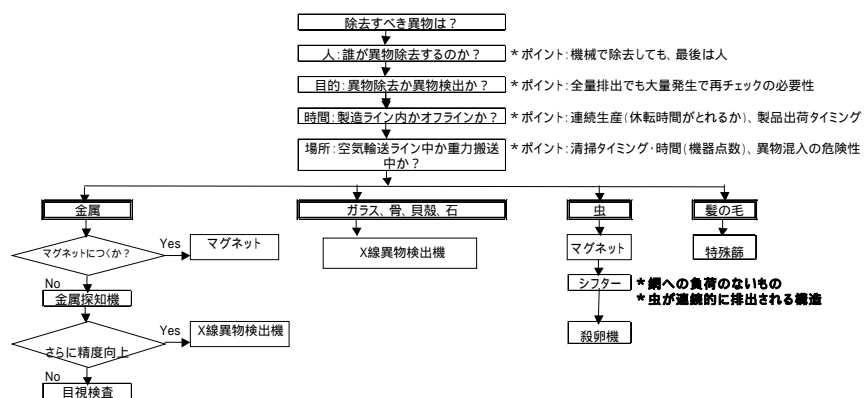 除去すべき異物は？
人：誰が異物除去するのか？ *ポイント：機械で除去しても、最後は人
目的：異物除去か異物検出か？ *ポイント：全量排出でも大量発生で再チェックの必要性
時間：製造ライン内かオフラインか？ *ポイント：連続生産(休転時間がとれるか)、製品出荷タイミング
場所：空気輸送ライン中か重力搬送
中か？
*ポイント：清掃タイミング・時間(機器点数)、異物混入の危険性
金属
ガラス、骨、貝殻、石
虫
髪の毛
マグネットにつくか？
Yes
マグネット
X線異物検出機
マグネット
特殊篩
No
金属探知機
シフター
*網への負荷のないもの
*虫が連続的に排出される構造
さらに精度向上
Yes
X線異物検出機
殺卵機
No
目視検査